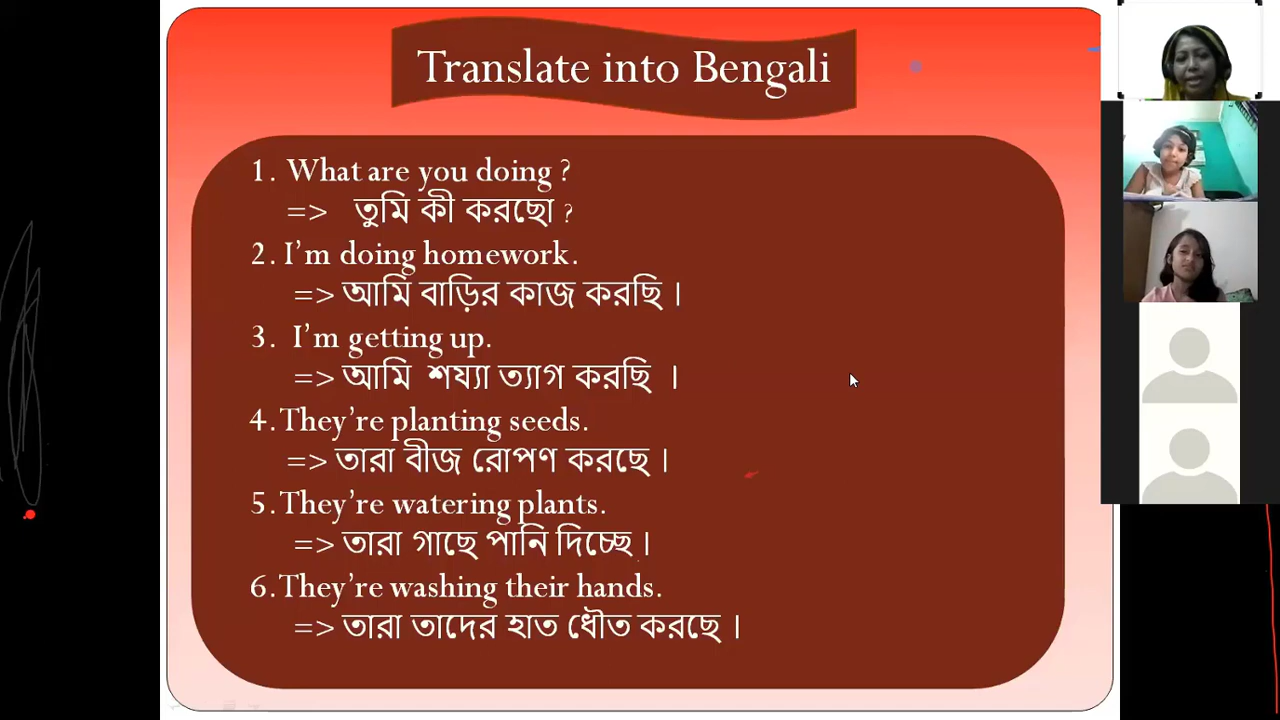 Translate into Bengali
1. What are you doing ?
=> তুমি কী করছো ?
2. I'm doing homework.
=> আমি বাড়ির কাজ করছি ।
3. I'm getting up.
=> আমি শয্যা ত্যাগ করছি ।
4. They're planting seeds.
=> তারা বীজ রোপণ করছে ।
5. They're watering plants.
=> তারা গাছে পানি দিচ্ছে ।
6. They're washing their hands.
=> তারা তাদের হাত ধৌত করছে ।